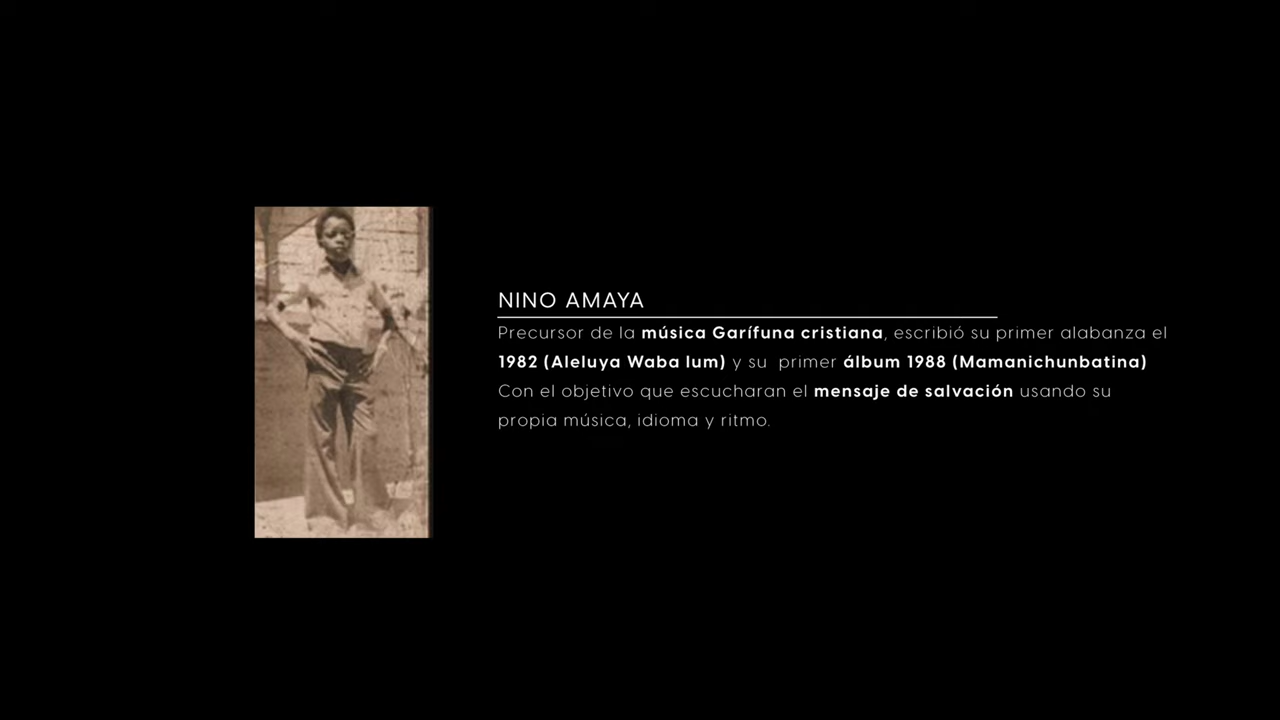 NINO AMAYA
Precursor de la música Garífuna cristiana, escribió su primer alabanza el
1982 (Aleluya Waba lum) y su primer álbum 1988 (Mamanichunbatina)
Con el objetivo que escucharan el mensaje de salvación usando su
propia música, idioma y ritmo.